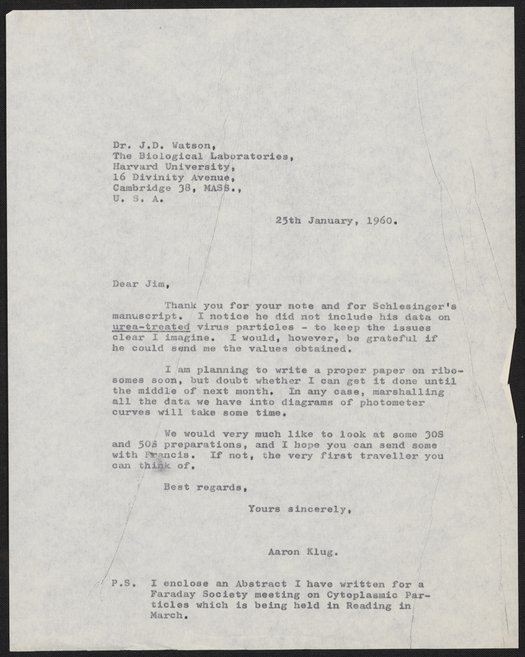 Dr. J.D. Watson,
The Biological Laboratories,
Harvard University,
16 Divinity Avenue,
Cambridge 38, MASS.,
U. S. A.
25th January, 1960.
Dear Jim,
Thank you for your note and for Schlesinger's
manuscript. I notice he did not include his data on
urea-treated virus particles - to keep the issues
clear I imagine. I would, however, be grateful if
he could send me the values obtained.
I am planning to write a proper paper on ribo-
somes soon, but doubt whether I can get it done until
the middle of next month. In any case, marshalling
all the data we have into diagrams of photometer
curves will take some time.
We would very much like to look at some 30S
and 50S preparations, and I hope you can send some
with Francis. If not, the very first traveller you
can think of.
Best regards,
Yours sincerely,
Aaron Klug.
P.S. I enclose an Abstract I have written for a
Faraday Society meeting on Cytoplasmic Par-
ticles which is being held in Reading in
March.